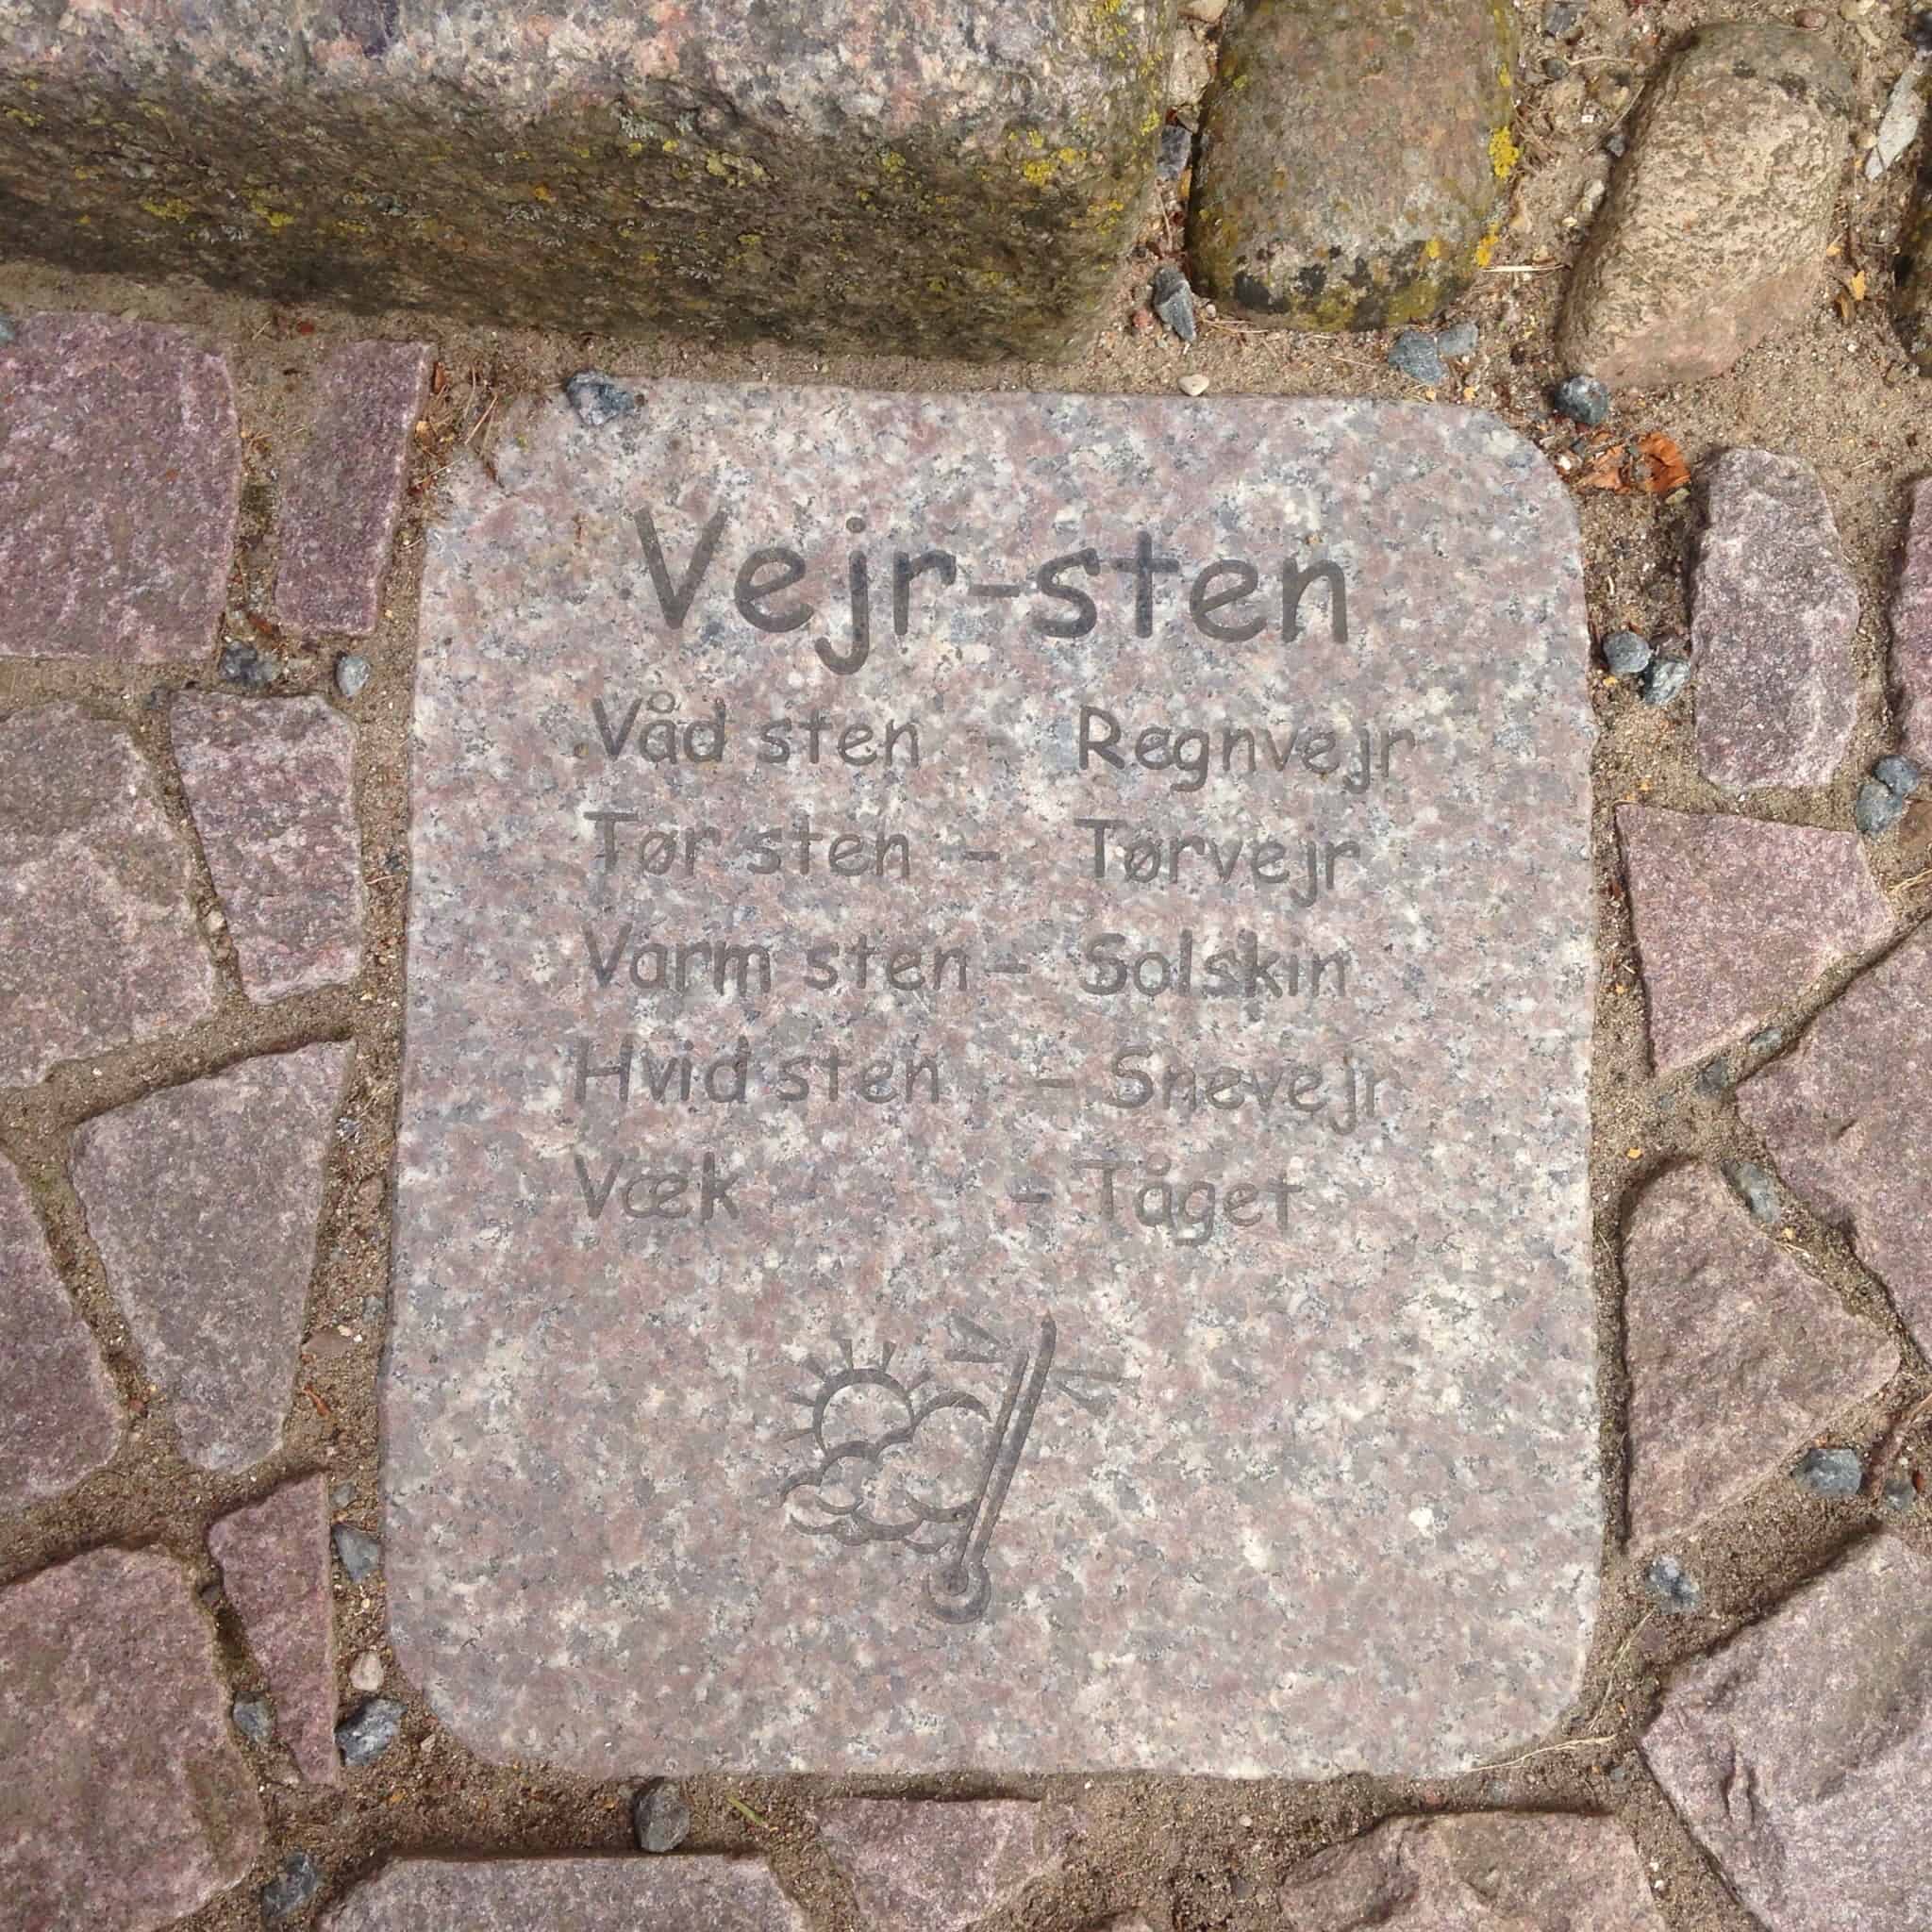 Vejr-sten
Våd sten - Regnvejr
Tør sten - Tørvejr
Varm sten - Solskin
Hvid sten - Snevejr
Væk - Tåget